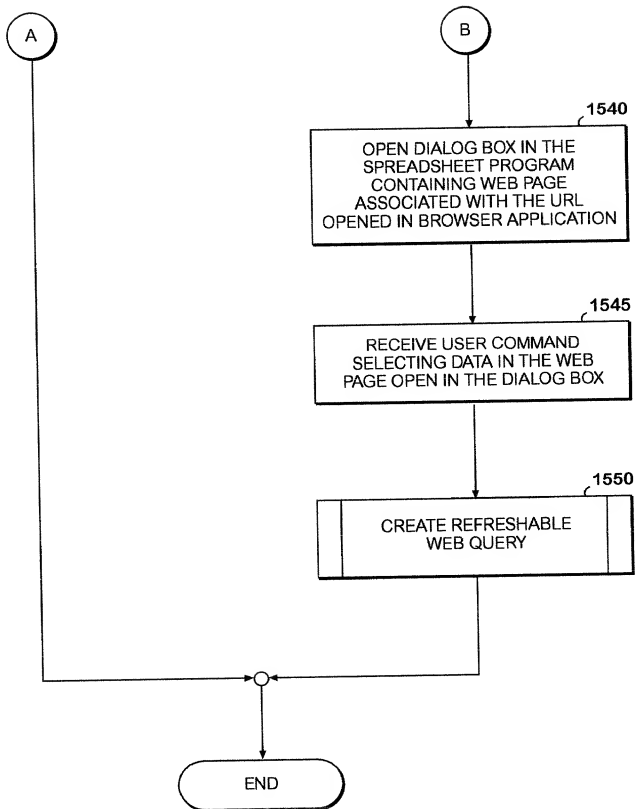 A
B
1540
OPEN DIALOG BOX IN THE
SPREADSHEET PROGRAM
CONTAINING WEB PAGE
ASSOCIATED WITH THE URL
OPENED IN BROWSER APPLICATION
1545
RECEIVE USER COMMAND
SELECTING DATA IN THE WEB
PAGE OPEN IN THE DIALOG BOX
1550
CREATE REFRESHABLE
WEB QUERY
END